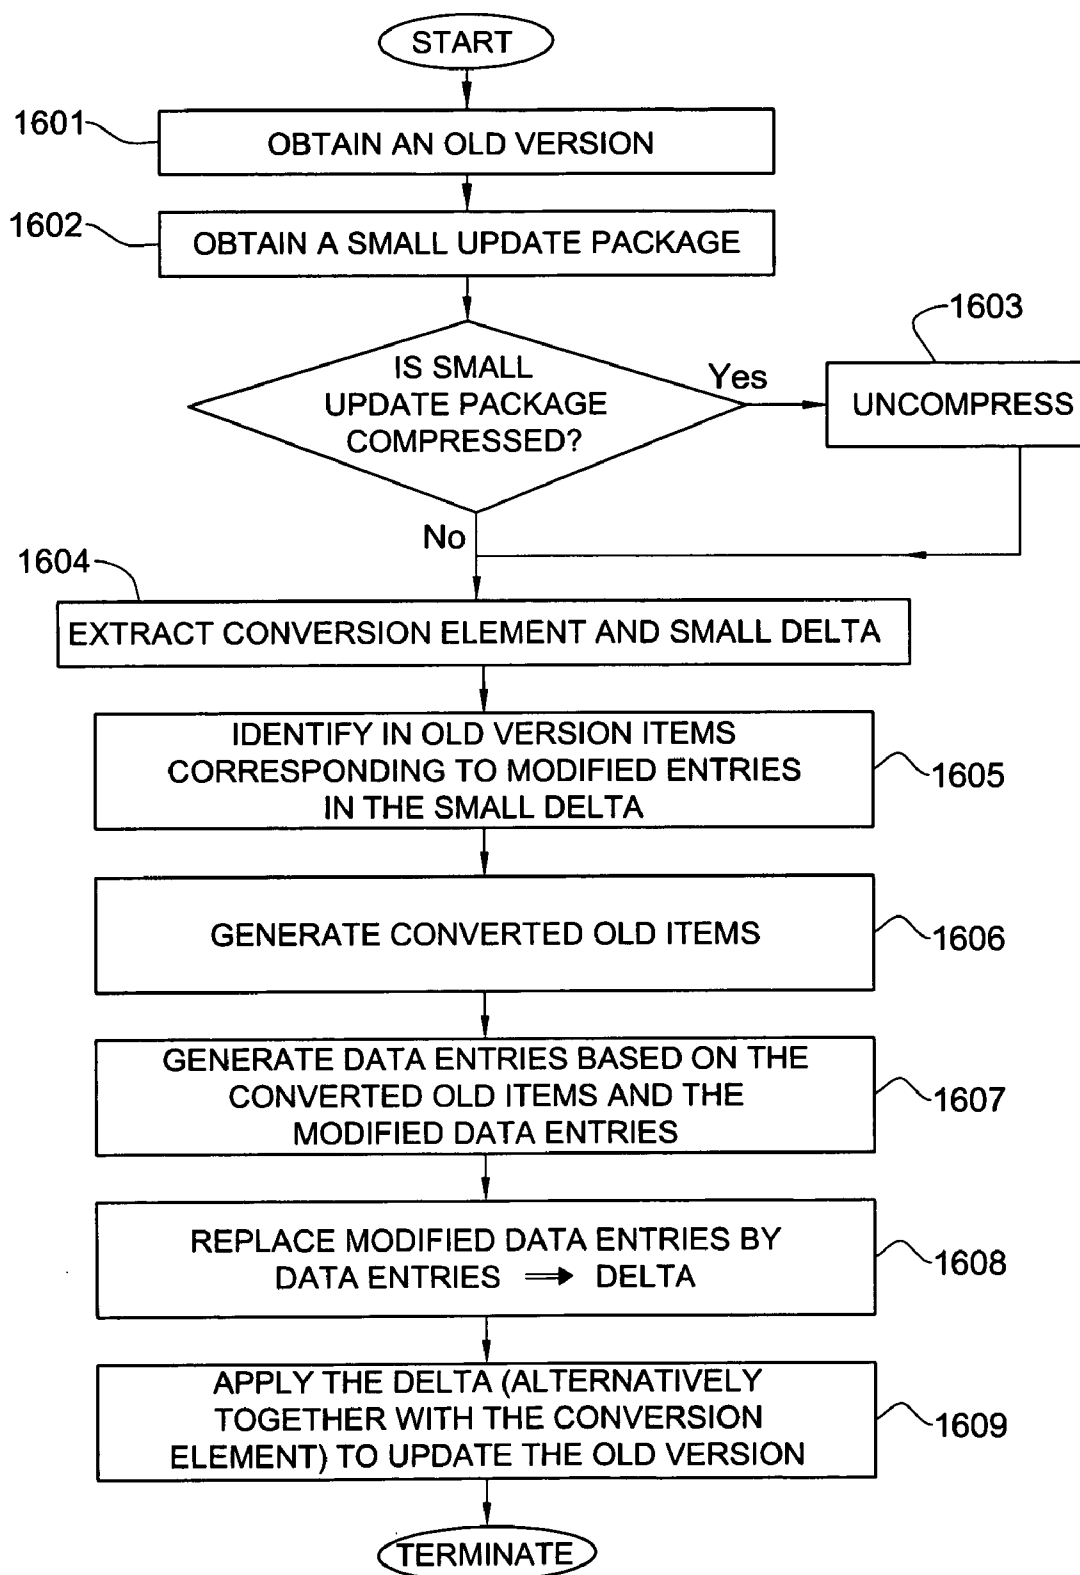 START
1601
OBTAIN AN OLD VERSION
1602
OBTAIN A SMALL UPDATE PACKAGE
1603
IS SMALL
UPDATE PACKAGE
COMPRESSED?
Yes
UNCOMPRESS
No
1604
EXTRACT CONVERSION ELEMENT AND SMALL DELTA
IDENTIFY IN OLD VERSION ITEMS
CORRESPONDING TO MODIFIED ENTRIES
IN THE SMALL DELTA
1605
GENERATE CONVERTED OLD ITEMS
1606
GENERATE DATA ENTRIES BASED ON THE
CONVERTED OLD ITEMS AND THE
MODIFIED DATA ENTRIES
1607
REPLACE MODIFIED DATA ENTRIES BY
DATA ENTRIES ⇒ DELTA
1608
APPLY THE DELTA (ALTERNATIVELY
TOGETHER WITH THE CONVERSION
ELEMENT) TO UPDATE THE OLD VERSION
1609
TERMINATE